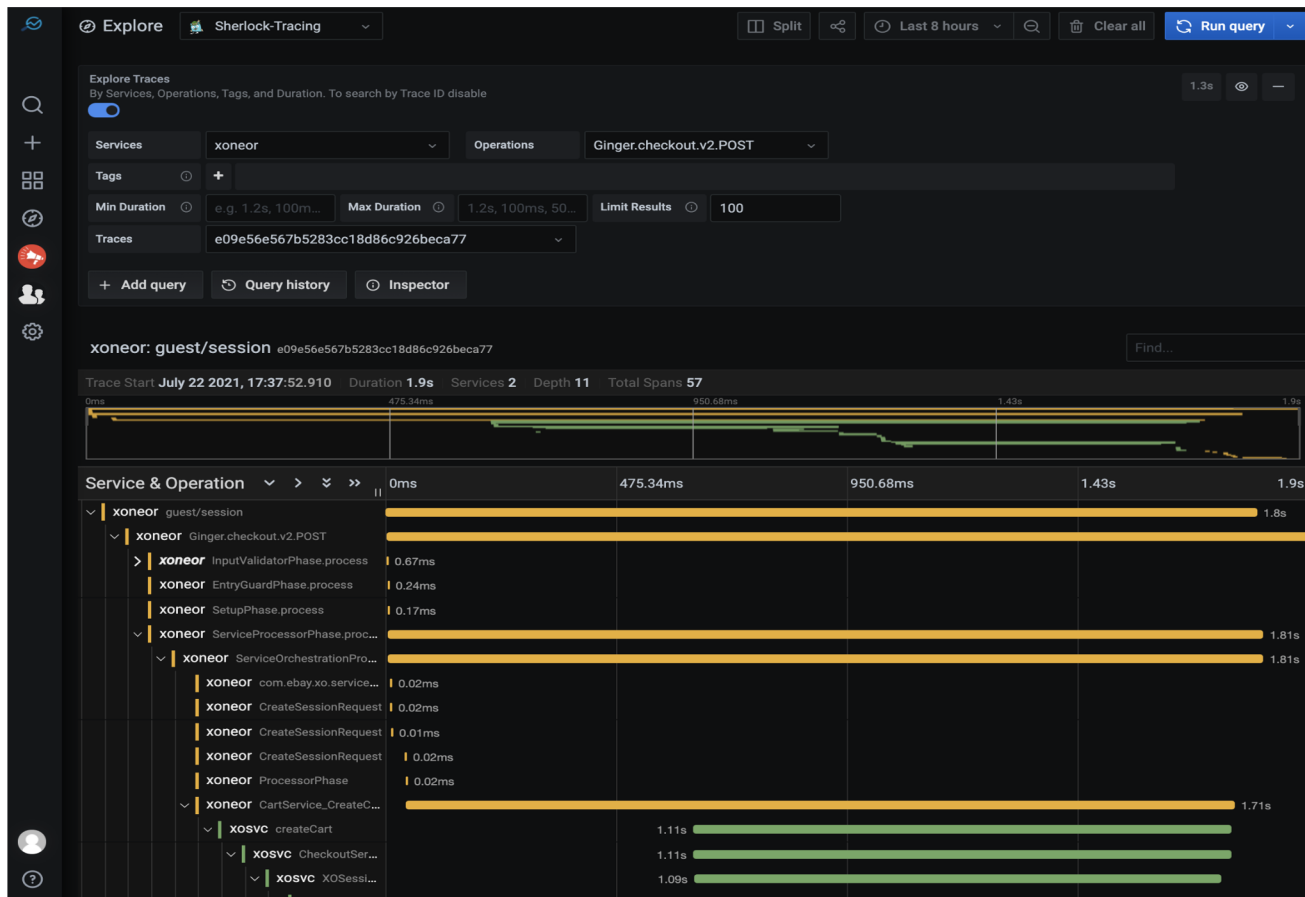 Explore Sherlock-Tracing Split Last 8 hours Clear all Run query
Explore Traces
By Services, Operations, Tags, and Duration. To search by Trace ID disable
1.3s
Services xoneor Operations Ginger.checkout.v2.POST
Tags +
Min Duration e.g. 1.2s, 100m... Max Duration 1.2s, 100ms, 50... Limit Results 100
Traces e09e56e567b5283cc18d86c926beca77
+ Add query Query history Inspector
xoneor: guest/session e09e56e567b5283cc18d86c926beca77 Find...
Trace Start July 22 2021, 17:37:52.910 Duration 1.9s Services 2 Depth 11 Total Spans 57
0ms 475.34ms 950.68ms 1.43s 1.9s
Service & Operation 0ms 475.34ms 950.68ms 1.43s 1.9s
xoneor guest/session 1.8s
xoneor Ginger.checkout.v2.POST
xoneor InputValidatorPhase.process 0.67ms
xoneor EntryGuardPhase.process 0.24ms
xoneor SetupPhase.process 0.17ms
xoneor ServiceProcessorPhase.proc... 1.81s
xoneor ServiceOrchestrationPro... 1.81s
xoneor com.ebay.xo.service... 0.02ms
xoneor CreateSessionRequest 0.02ms
xoneor CreateSessionRequest 0.01ms
xoneor CreateSessionRequest 0.02ms
xoneor ProcessorPhase 0.02ms
xoneor CartService_CreateC... 1.71s
xosvc createCart 1.11s
xosvc CheckoutSer... 1.11s
xosvc XOSessi... 1.09s